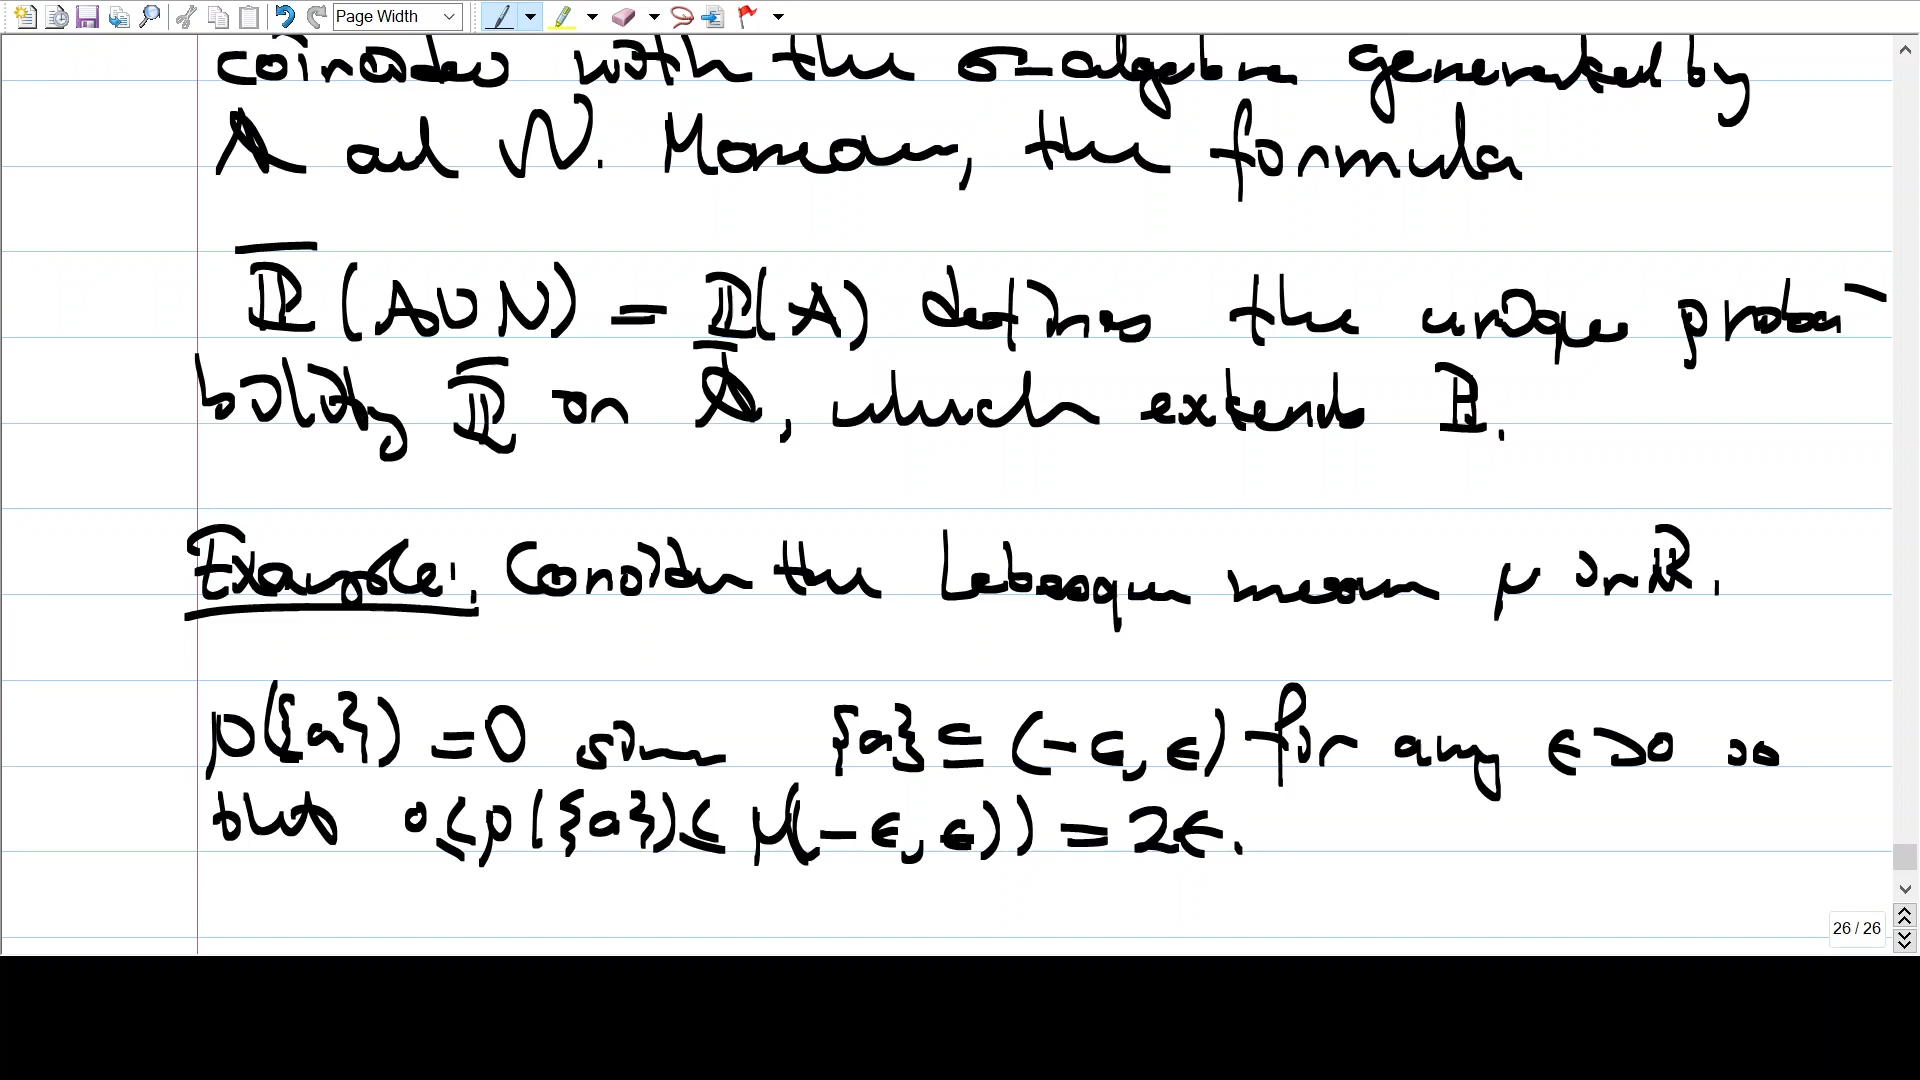 Page Width
coincides with the σ-algebra generated by
A and N. Moreover, the formula
ℙ̅(A∪N) = ℙ(A) defines the unique proba-
bility ℙ̅ on A̅, which extends ℙ.
Example: Consider the Lebesgue measure μ on ℝ.
μ({a}) = 0 since {a} ⊆ (-ε, ε) for any ε>0 so
that 0 ≤ μ({a}) ≤ μ(-ε, ε)) = 2ε.
26 / 26